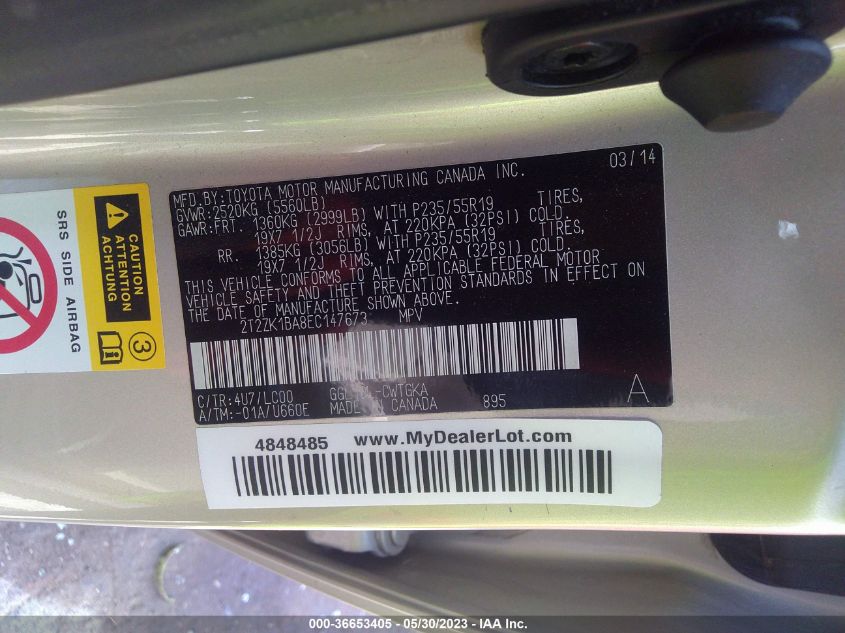 MFD.BY:TOYOTA MOTOR MANUFACTURING CANADA INC. 03/14
GVWR:2520KG (5560LB)
GAWR:FRT. 1360KG (2999LB) WITH P235/55R19 TIRES,
19X7 1/2J RIMS, AT 220KPA (32PSI) COLD.
RR. 1385KG (3056LB) WITH P235/55R19 TIRES,
19X7 1/2J RIMS, AT 220KPA (32PSI) COLD.
THIS VEHICLE CONFORMS TO ALL APPLICABLE FEDERAL MOTOR
VEHICLE SAFETY AND THEFT PREVENTION STANDARDS IN EFFECT ON
THE DATE OF MANUFACTURE SHOWN ABOVE.
2T2ZK1BA8EC147673 MPV
C/TR:4U7/LC00
A/TM:-01A/U660E MADE IN CANADA 895
A
CAUTION
ATTENTION
ACHTUNG
3
SRS SIDE AIRBAG
4848485 www.MyDealerLot.com
000-36653405 - 05/30/2023 - IAA Inc.